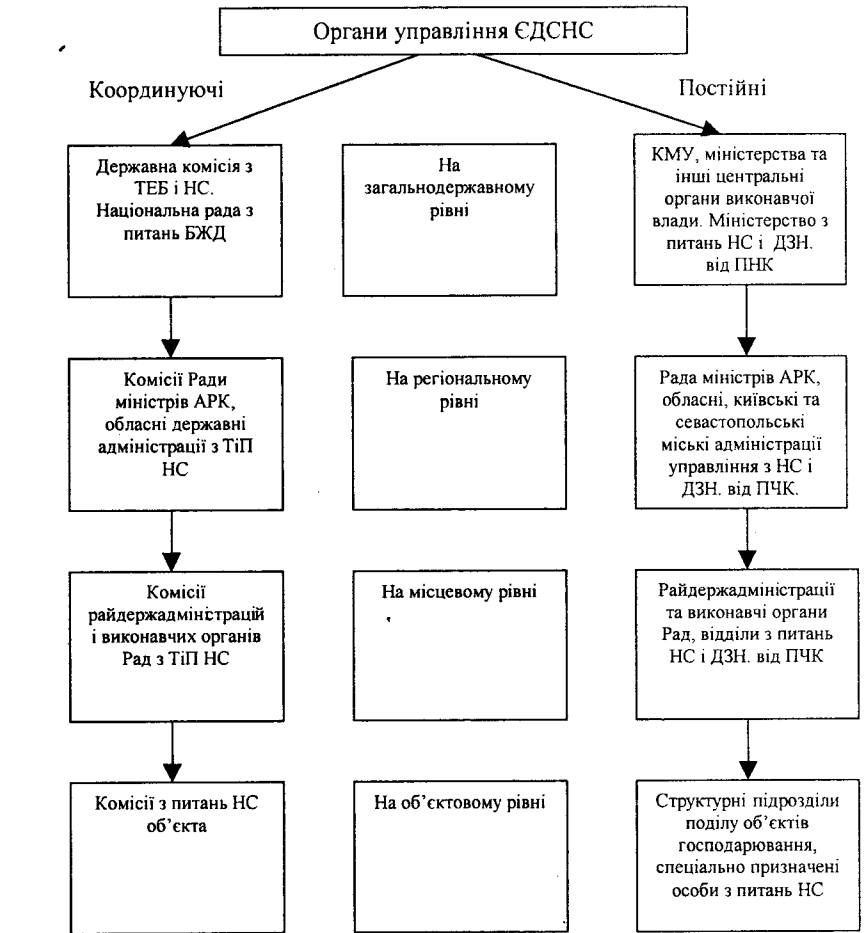 Органи управління ЄДСНС
Координуючі
Постійні
Державна комісія з
ТЕБ і НС.
Національна рада з
питань БЖД
На
загальнодержавному
рівні
КМУ, міністерства та
інші центральні
органи виконавчої
влади. Міністерство з
питань НС і ДЗН.
від ПНК
Комісії Ради
міністрів АРК,
обласні державні
адміністрації з ТіП
НС
На регіональному
рівні
Рада міністрів АРК,
обласні, київські та
севастопольські
міські адміністрації
управління з НС і
ДЗН. від ПЧК.
Комісії
райдержадміністрацій
і виконавчих органів
Рад з ТіП НС
На місцевому рівні
Райдержадміністрації
та виконавчі органи
Рад, відділи з питань
НС і ДЗН. від ПЧК
Комісії з питань НС
об’єкта
На об’єктовому рівні
Структурні підрозділи
поділу об’єктів
господарювання,
спеціально призначені
особи з питань НС